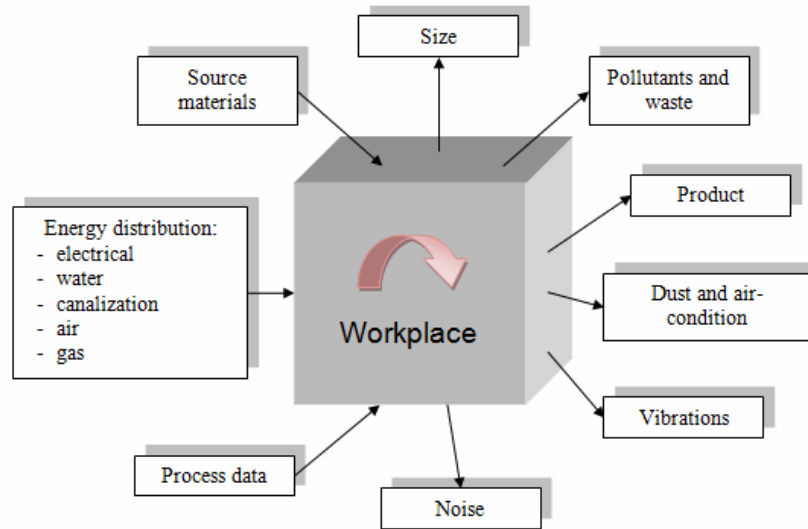 Size
Source
materials
Pollutants and
waste
Product
Energy distribution:
- electrical
- water
- canalization
- air
- gas
Dust and air-
condition
Workplace
Vibrations
Process data
Noise